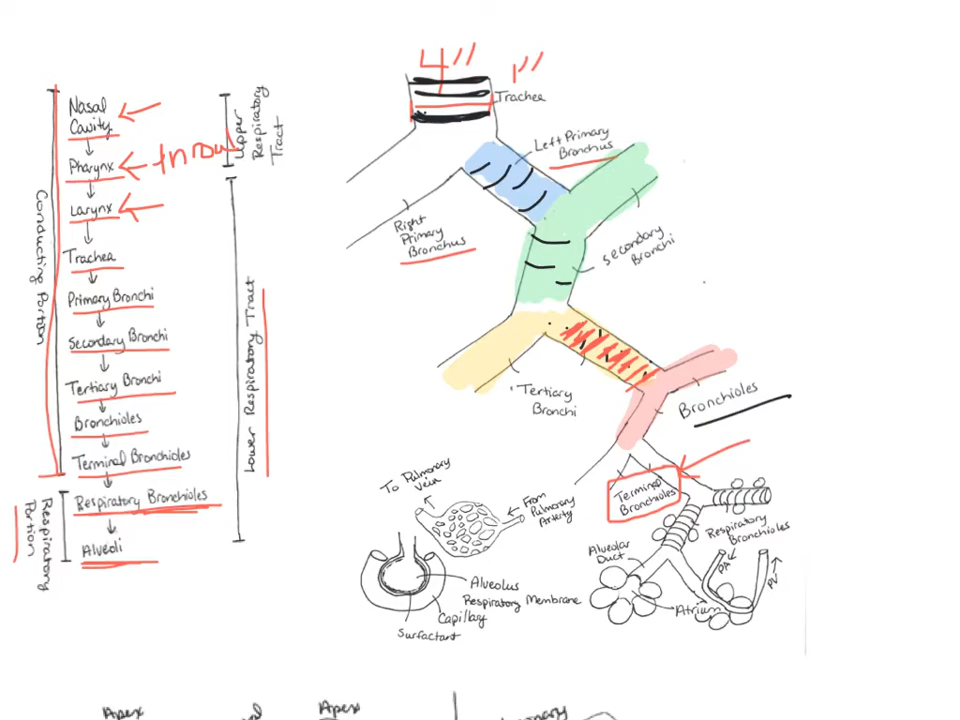 Nasal
Cavity
Pharynx
Larynx
Trachea
Primary Bronchi
Secondary Bronchi
Tertiary Bronchi
Bronchioles
Terminal Bronchioles
Respiratory Bronchioles
Alveoli
Conducting Portion
Respiratory
Portion
Upper
Respiratory
Tract
Lower Respiratory Tract
4"
1"
Trachea
Left Primary
Bronchus
Right
Primary
Bronchus
Secondary
Bronchi
Tertiary
Bronchi
Bronchioles
Terminal
Bronchioles
Respiratory
Bronchioles
PA
PV
Alveolar
Duct
Atrium
To Pulmonary
Vein
From
Pulmonary
Artery
Alveolus
Respiratory Membrane
Capillary
Surfactant
Apex
Apex